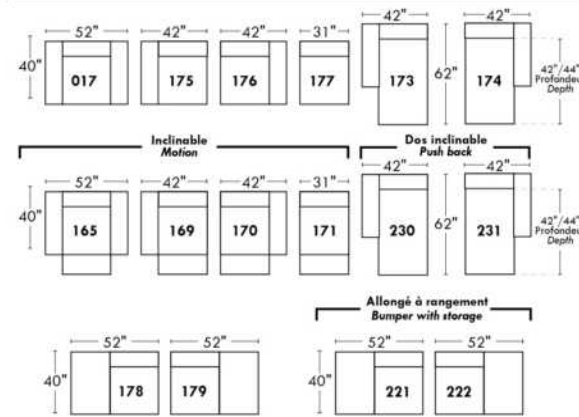 52" 42" 42" 31" 42" 42"
40" 017 175 176 177 173 62" 174 42"/44"
Profondeur
Depth
Inclinable
Motion
Dos inclinable
Push back
52" 42" 42" 31" 42" 42"
40" 165 169 170 171 230 62" 231 42"/44"
Profondeur
Depth
Allongé à rangement
Bumper with storage
52" 52" 52" 52"
40" 178 179 40" 221 222